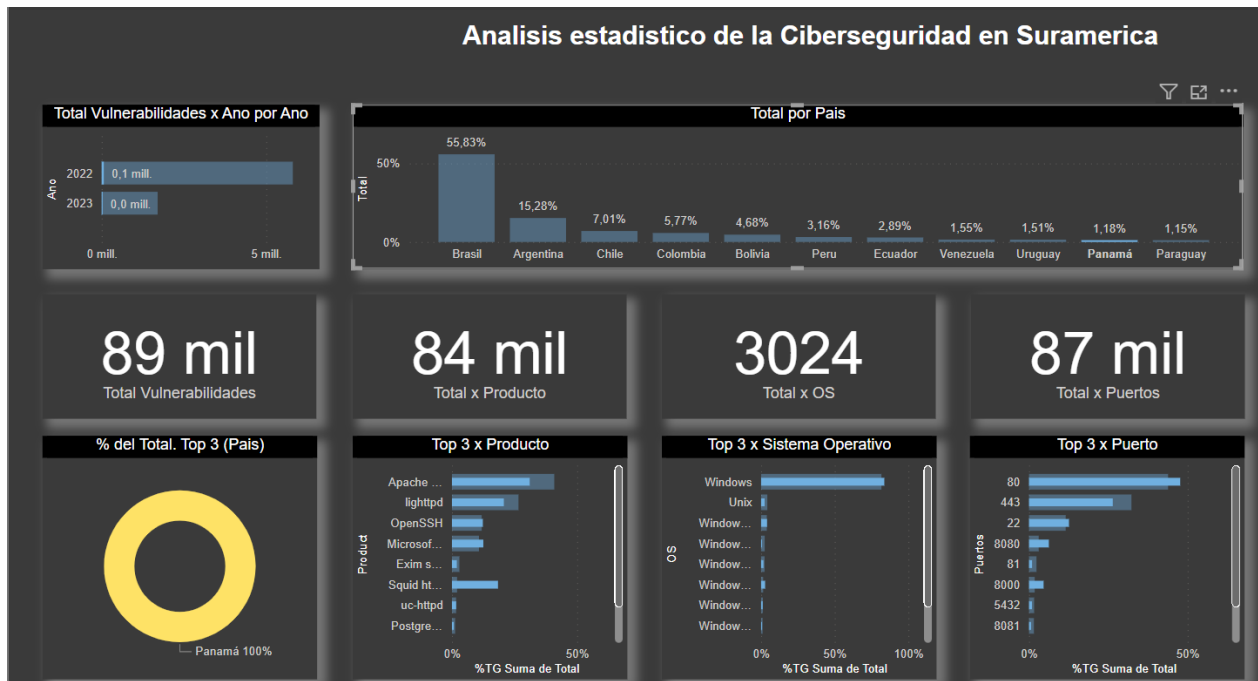 Analisis estadistico de la Ciberseguridad en Suramerica
Total Vulnerabilidades x Ano por Ano
Ano
2022
0,1 mill.
2023
0,0 mill.
0 mill.
5 mill.
Total por Pais
Total
50%
0%
55,83%
15,28%
7,01%
5,77%
4,68%
3,16%
2,89%
1,55%
1,51%
1,18%
1,15%
Brasil
Argentina
Chile
Colombia
Bolivia
Peru
Ecuador
Venezuela
Uruguay
Panamá
Paraguay
89 mil
Total Vulnerabilidades
84 mil
Total x Producto
3024
Total x OS
87 mil
Total x Puertos
% del Total. Top 3 (Pais)
Panamá 100%
Top 3 x Producto
Product
Apache ...
lighttpd
OpenSSH
Microsof...
Exim s...
Squid ht...
uc-httpd
Postgre...
0%
50%
%TG Suma de Total
Top 3 x Sistema Operativo
OS
Windows
Unix
Window...
Window...
Window...
Window...
Window...
Window...
0%
50%
100%
%TG Suma de Total
Top 3 x Puerto
Puertos
80
443
22
8080
81
8000
5432
8081
0%
50%
%TG Suma de Total